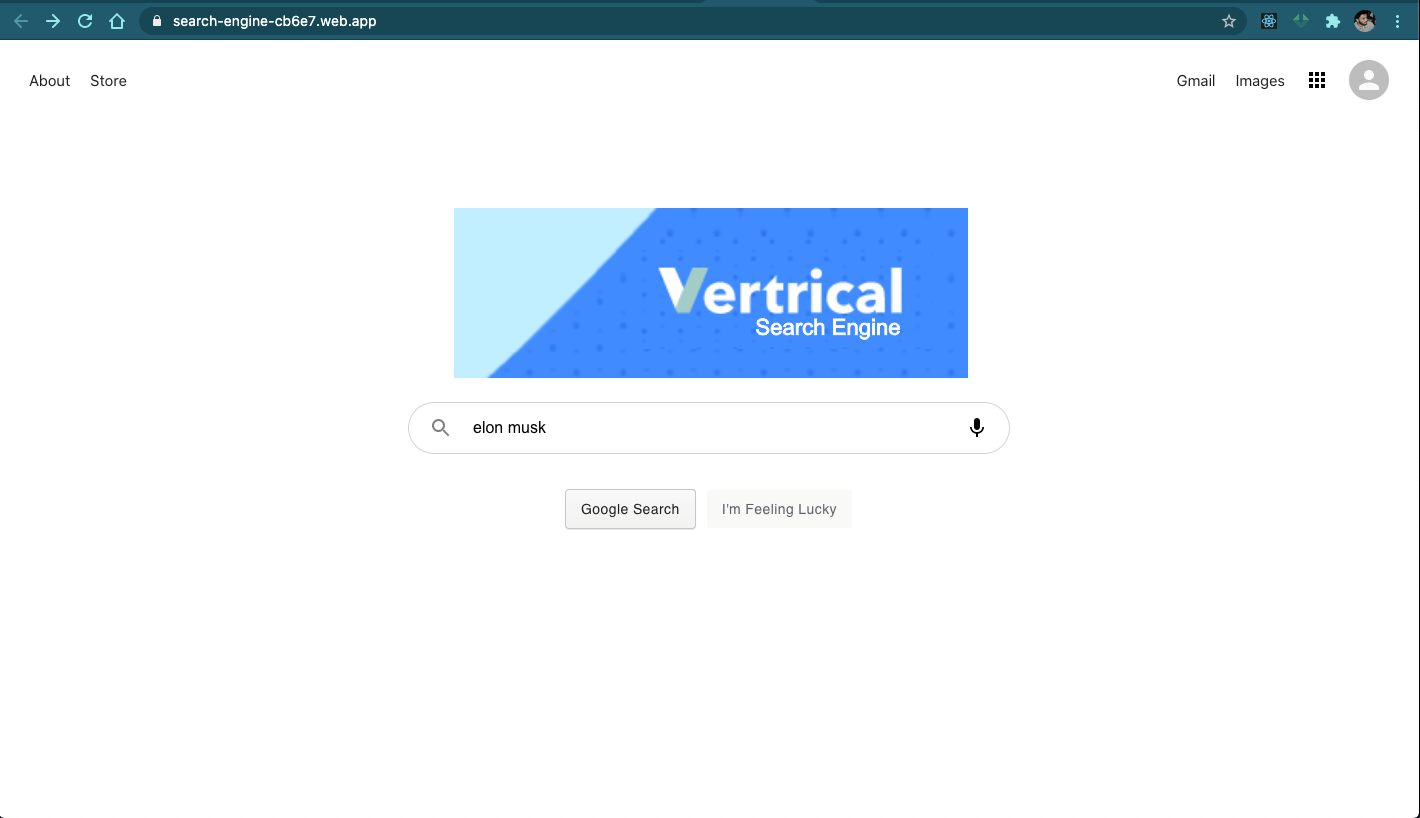 search-engine-cb6e7.web.app
About Store Gmail Images
Vertrical
Search Engine
elon musk
Google Search I'm Feeling Lucky